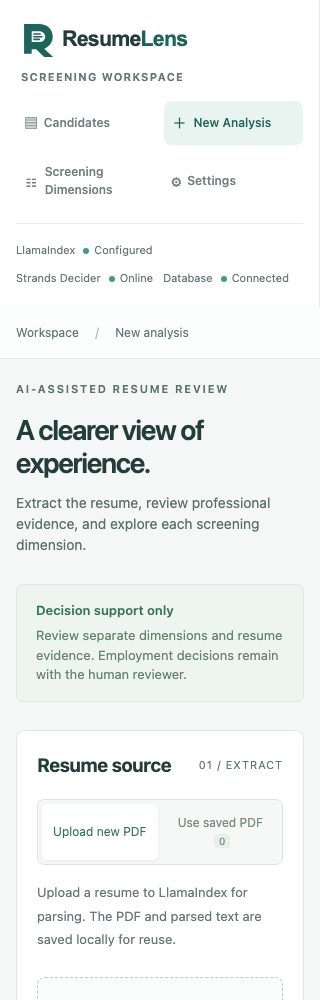 ResumeLens
SCREENING WORKSPACE
Candidates
New Analysis
Screening
Dimensions
Settings
LlamaIndex Configured
Strands Decider Online Database Connected
Workspace / New analysis
AI-ASSISTED RESUME REVIEW
A clearer view of
experience.
Extract the resume, review professional
evidence, and explore each screening
dimension.
Decision support only
Review separate dimensions and resume
evidence. Employment decisions remain
with the human reviewer.
Resume source 01 / EXTRACT
Upload new PDF
Use saved PDF
0
Upload a resume to LlamaIndex for
parsing. The PDF and parsed text are
saved locally for reuse.